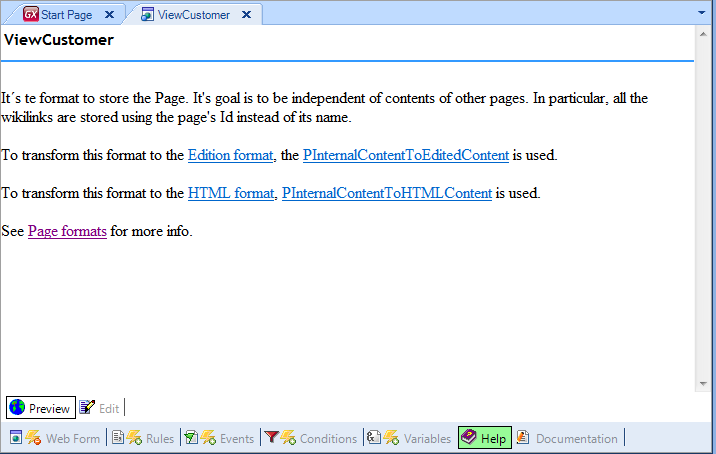 GX Start Page
ViewCustomer
ViewCustomer
It´s te format to store the Page. It's goal is to be independent of contents of other pages. In particular, all the
wikilinks are stored using the page's Id instead of its name.
To transform this format to the Edition format, the PInternalContentToEditedContent is used.
To transform this format to the HTML format, PInternalContentToHTMLContent is used.
See Page formats for more info.
Preview Edit
Web Form Rules Events Conditions Variables Help Documentation